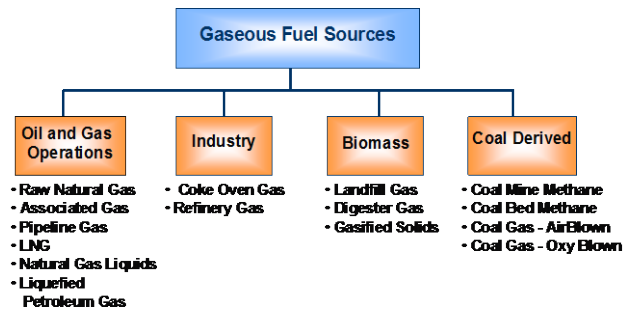 Gaseous Fuel Sources
Oil and Gas
Operations
• Raw Natural Gas
• Associated Gas
• Pipeline Gas
• LNG
• Natural Gas Liquids
• Liquefied
Petroleum Gas
Industry
• Coke Oven Gas
• Refinery Gas
Biomass
• Landfill Gas
• Digester Gas
• Gasified Solids
Coal Derived
• Coal Mine Methane
• Coal Bed Methane
• Coal Gas - AirBlown
• Coal Gas - Oxy Blown